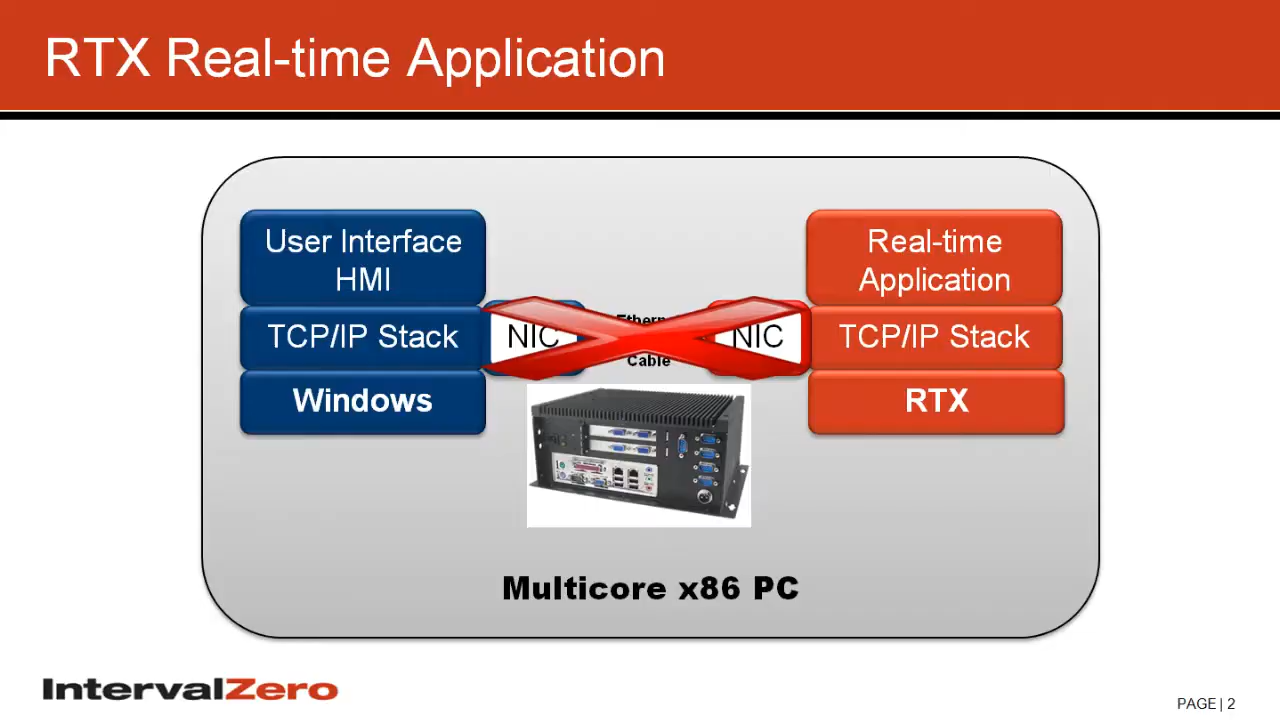 RTX Real-time Application
User Interface
HMI
TCP/IP Stack
Windows
NIC
Cable
NIC
Real-time
Application
TCP/IP Stack
RTX
Multicore x86 PC
IntervalZero
PAGE | 2